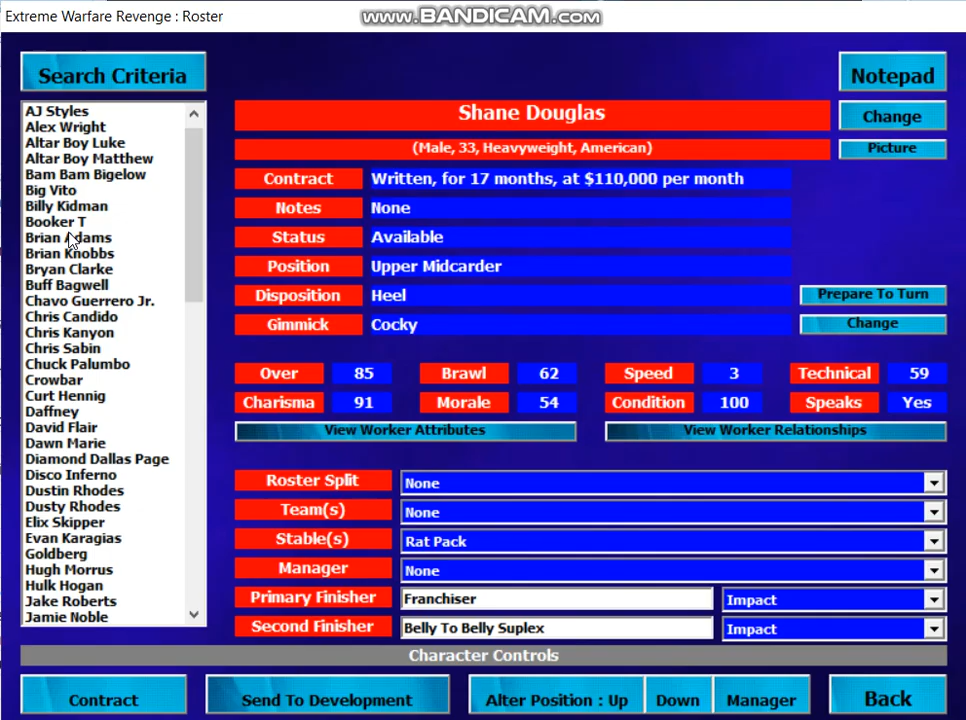 Extreme Warfare Revenge : Roster
www.BANDICAM.com
Search Criteria
Notepad
AJ Styles
Alex Wright
Altar Boy Luke
Altar Boy Matthew
Bam Bam Bigelow
Big Vito
Billy Kidman
Booker T
Brian Adams
Brian Knobbs
Bryan Clarke
Buff Bagwell
Chavo Guerrero Jr.
Chris Candido
Chris Kanyon
Chris Sabin
Chuck Palumbo
Crowbar
Curt Hennig
Daffney
David Flair
Dawn Marie
Diamond Dallas Page
Disco Inferno
Dustin Rhodes
Dusty Rhodes
Elix Skipper
Evan Karagias
Goldberg
Hugh Morrus
Hulk Hogan
Jake Roberts
Jamie Noble
Shane Douglas
Change
(Male, 33, Heavyweight, American)
Picture
Contract Written, for 17 months, at $110,000 per month
Notes None
Status Available
Position Upper Midcarder
Disposition Heel Prepare To Turn
Gimmick Cocky Change
Over 85 Brawl 62 Speed 3 Technical 59
Charisma 91 Morale 54 Condition 100 Speaks Yes
View Worker Attributes View Worker Relationships
Roster Split None
Team(s) None
Stable(s) Rat Pack
Manager None
Primary Finisher Franchiser Impact
Second Finisher Belly To Belly Suplex Impact
Character Controls
Contract Send To Development Alter Position : Up Down Manager Back